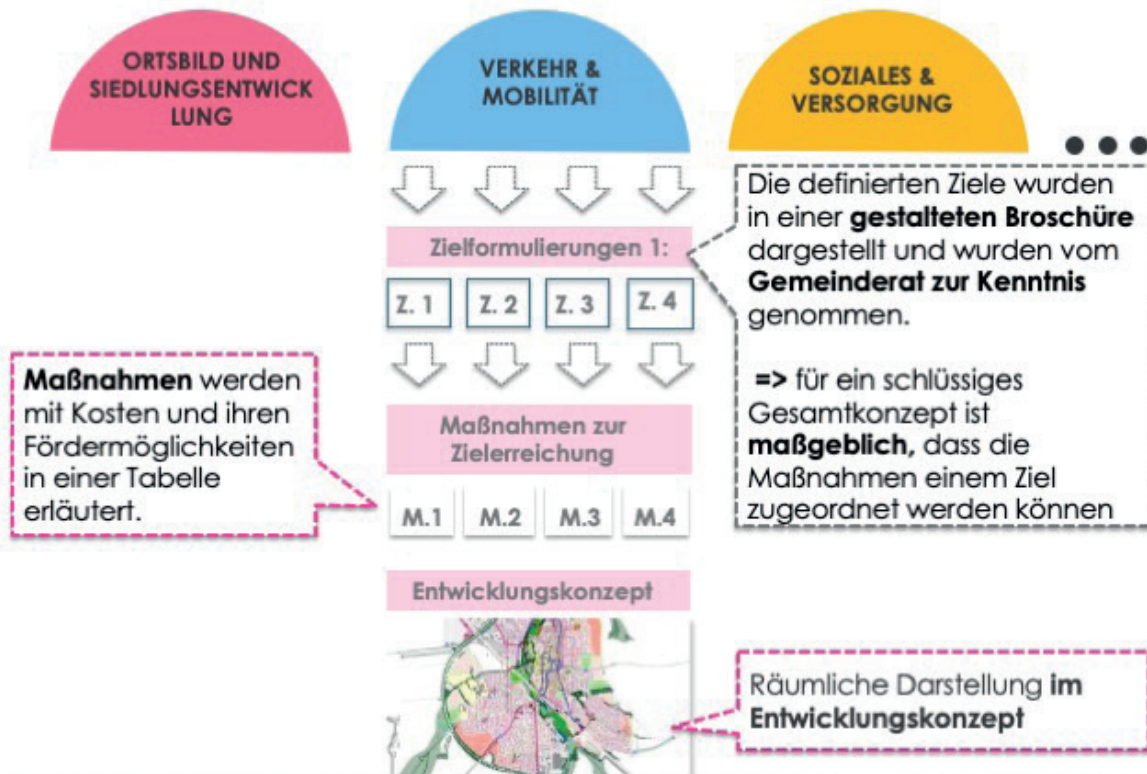 ORTSBILD UND
SIEDLUNGSENTWICK
LUNG
VERKEHR &
MOBILITÄT
SOZIALES &
VERSORGUNG
Zielformulierungen 1:
Z. 1 Z. 2 Z. 3 Z. 4
Die definierten Ziele wurden
in einer gestalteten Broschüre
dargestellt und wurden vom
Gemeinderat zur Kenntnis
genommen.
=> für ein schlüssiges
Gesamtkonzept ist
maßgeblich, dass die
Maßnahmen einem Ziel
zugeordnet werden können
Maßnahmen werden
mit Kosten und ihren
Fördermöglichkeiten
in einer Tabelle
erläutert.
Maßnahmen zur
Zielerreichung
M.1 M.2 M.3 M.4
Entwicklungskonzept
Räumliche Darstellung im
Entwicklungskonzept